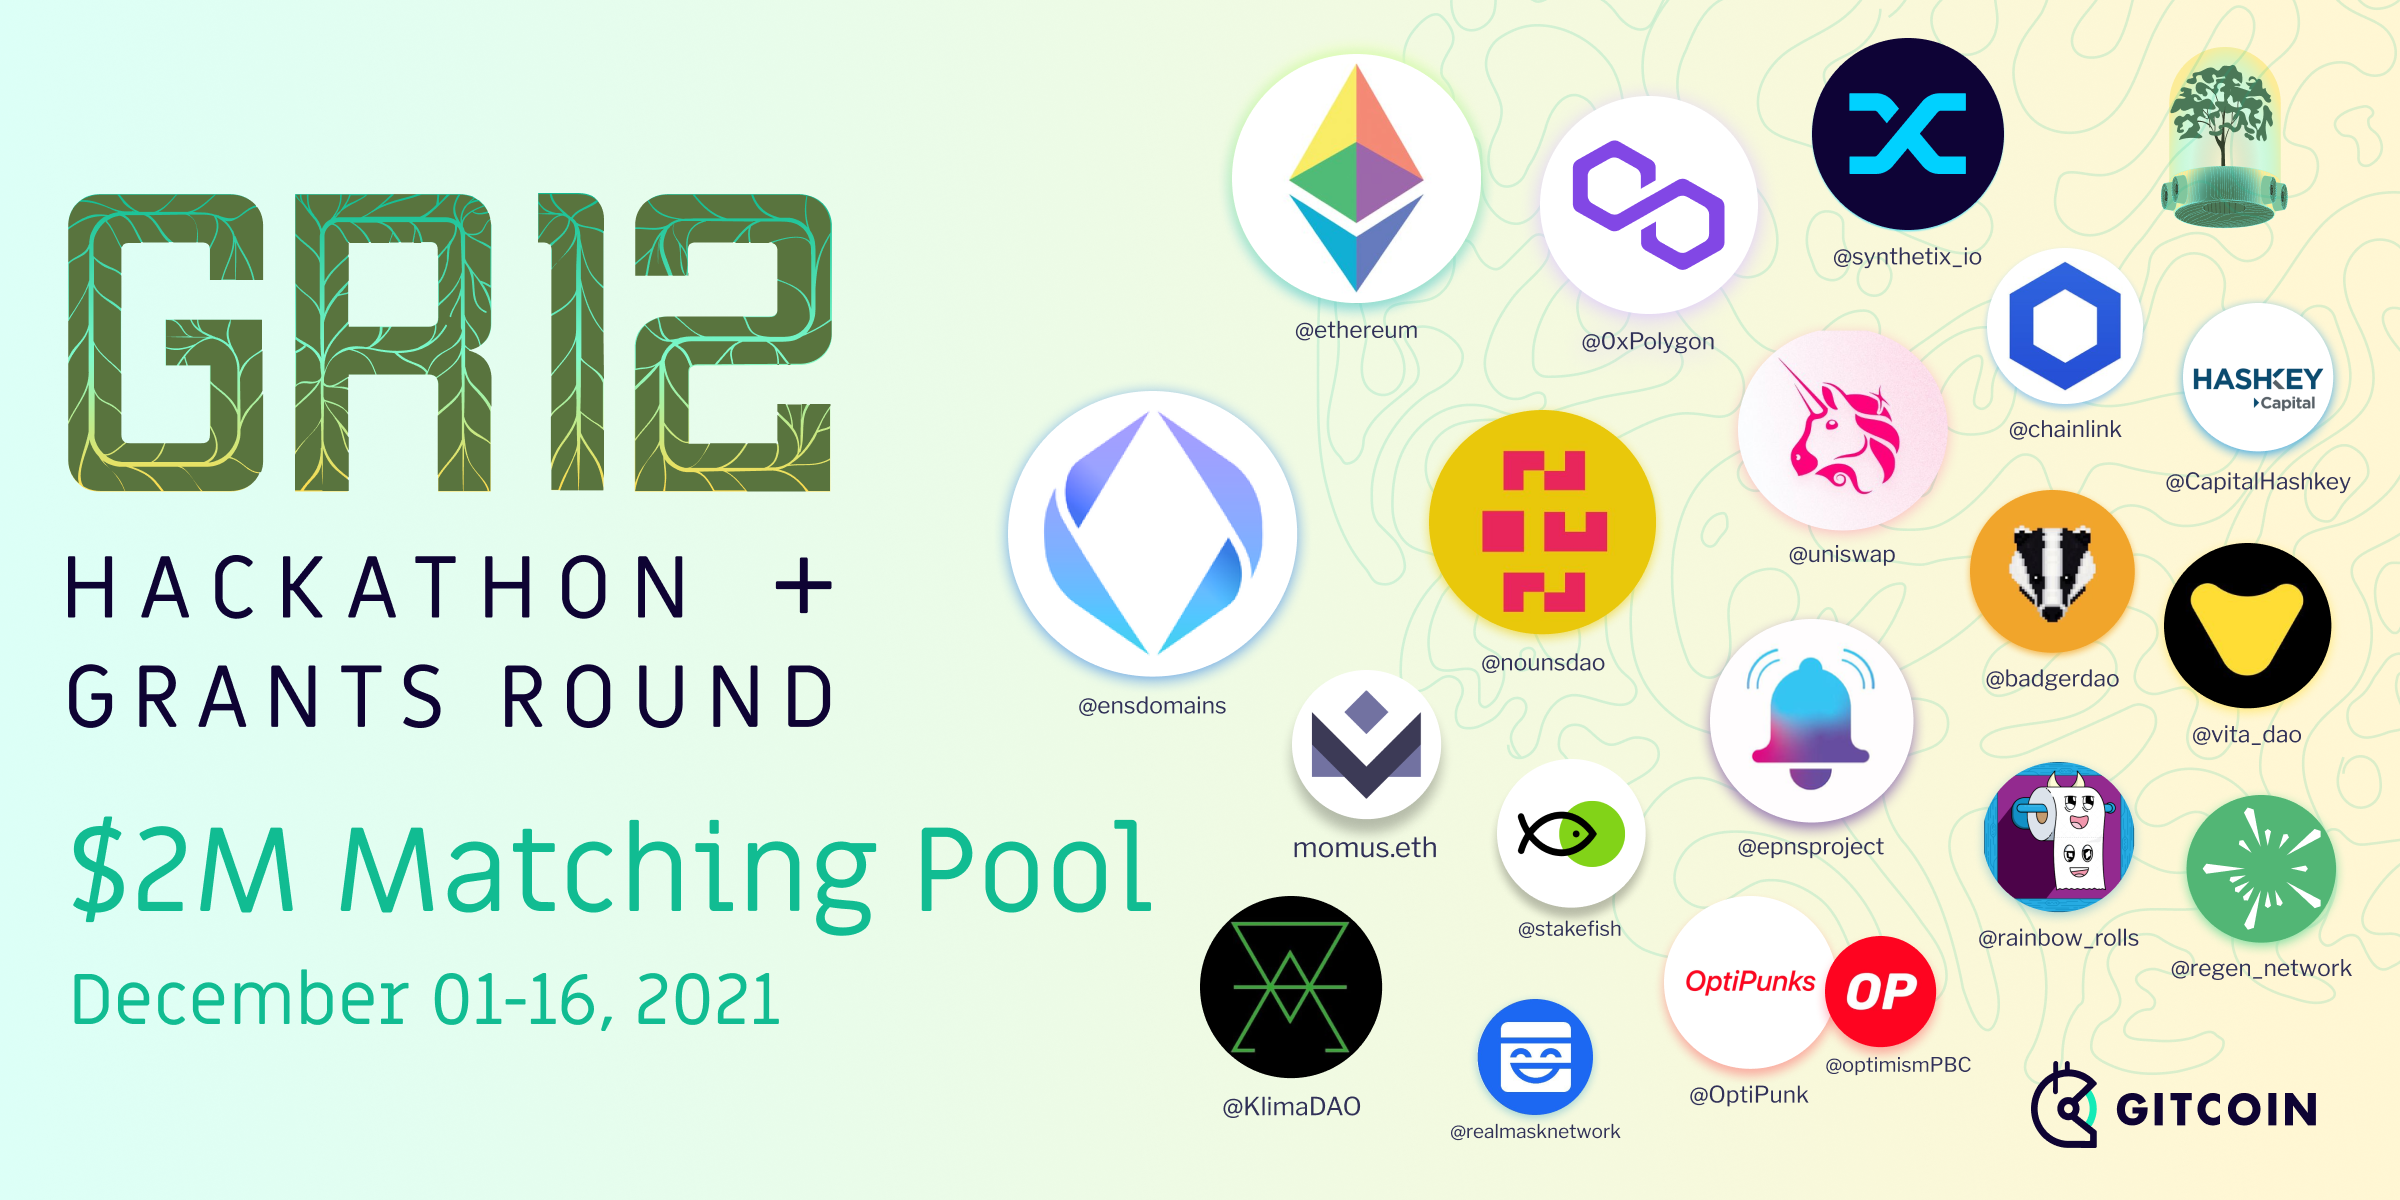 GR12
HACKATHON +
GRANTS ROUND
$2M Matching Pool
December 01-16, 2021
@ethereum
@0xPolygon
@synthetix_io
@chainlink
HASHKEY
Capital
@CapitalHashkey
@uniswap
@ensdomains
@nounsdao
@badgerdao
@vita_dao
momus.eth
@stakefish
@epnsproject
@rainbow_rolls
@regen_network
@KlimaDAO
@realmasknetwork
OptiPunks
@OptiPunk
OP
@optimismPBC
GITCOIN